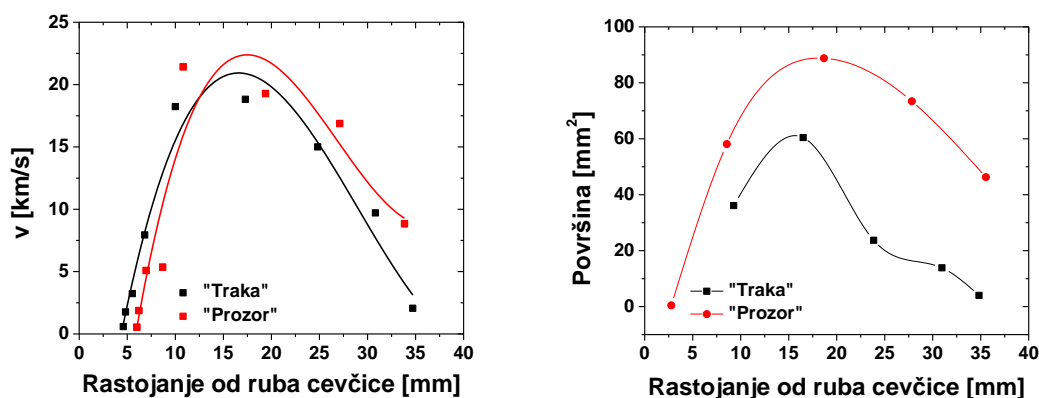 25
20
15
10
5
0
v [km/s]
"Traka"
"Prozor"
0 5 10 15 20 25 30 35 40
Rastojanje od ruba cevčice [mm]
100
80
60
40
20
0
Površina [mm²]
"Traka"
"Prozor"
0 5 10 15 20 25 30 35 40
Rastojanje od ruba cevčice [mm]